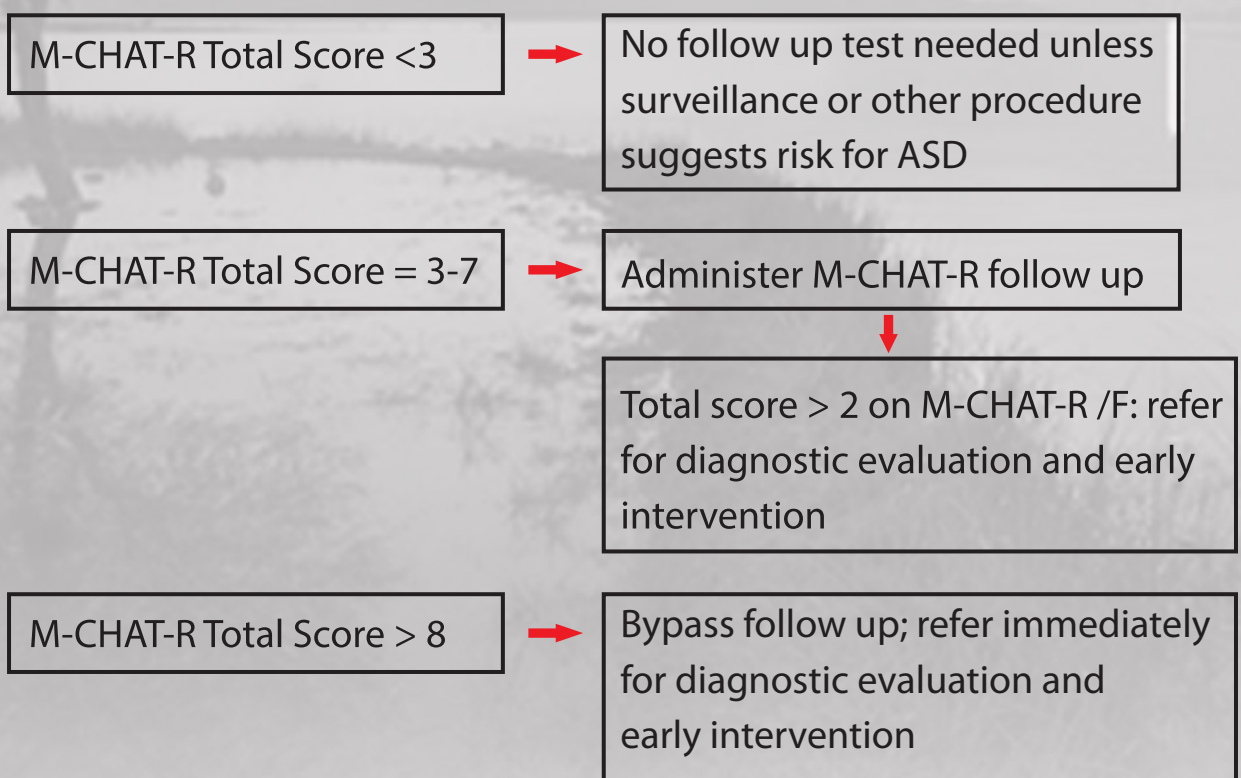 M-CHAT-R Total Score <3
No follow up test needed unless
surveillance or other procedure
suggests risk for ASD
M-CHAT-R Total Score = 3-7
Administer M-CHAT-R follow up
Total score > 2 on M-CHAT-R /F: refer
for diagnostic evaluation and early
intervention
M-CHAT-R Total Score > 8
Bypass follow up; refer immediately
for diagnostic evaluation and
early intervention